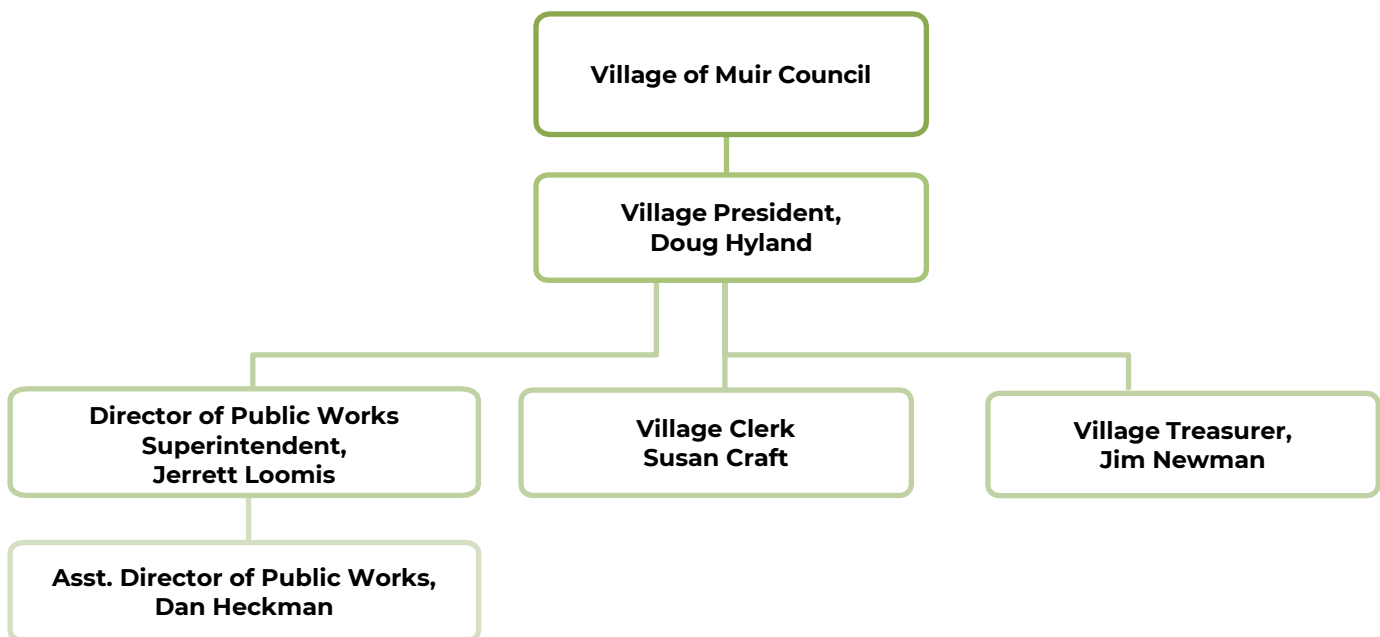 Village of Muir Council
Village President,
Doug Hyland
Director of Public Works
Superintendent,
Jerrett Loomis
Village Clerk
Susan Craft
Village Treasurer,
Jim Newman
Asst. Director of Public Works,
Dan Heckman